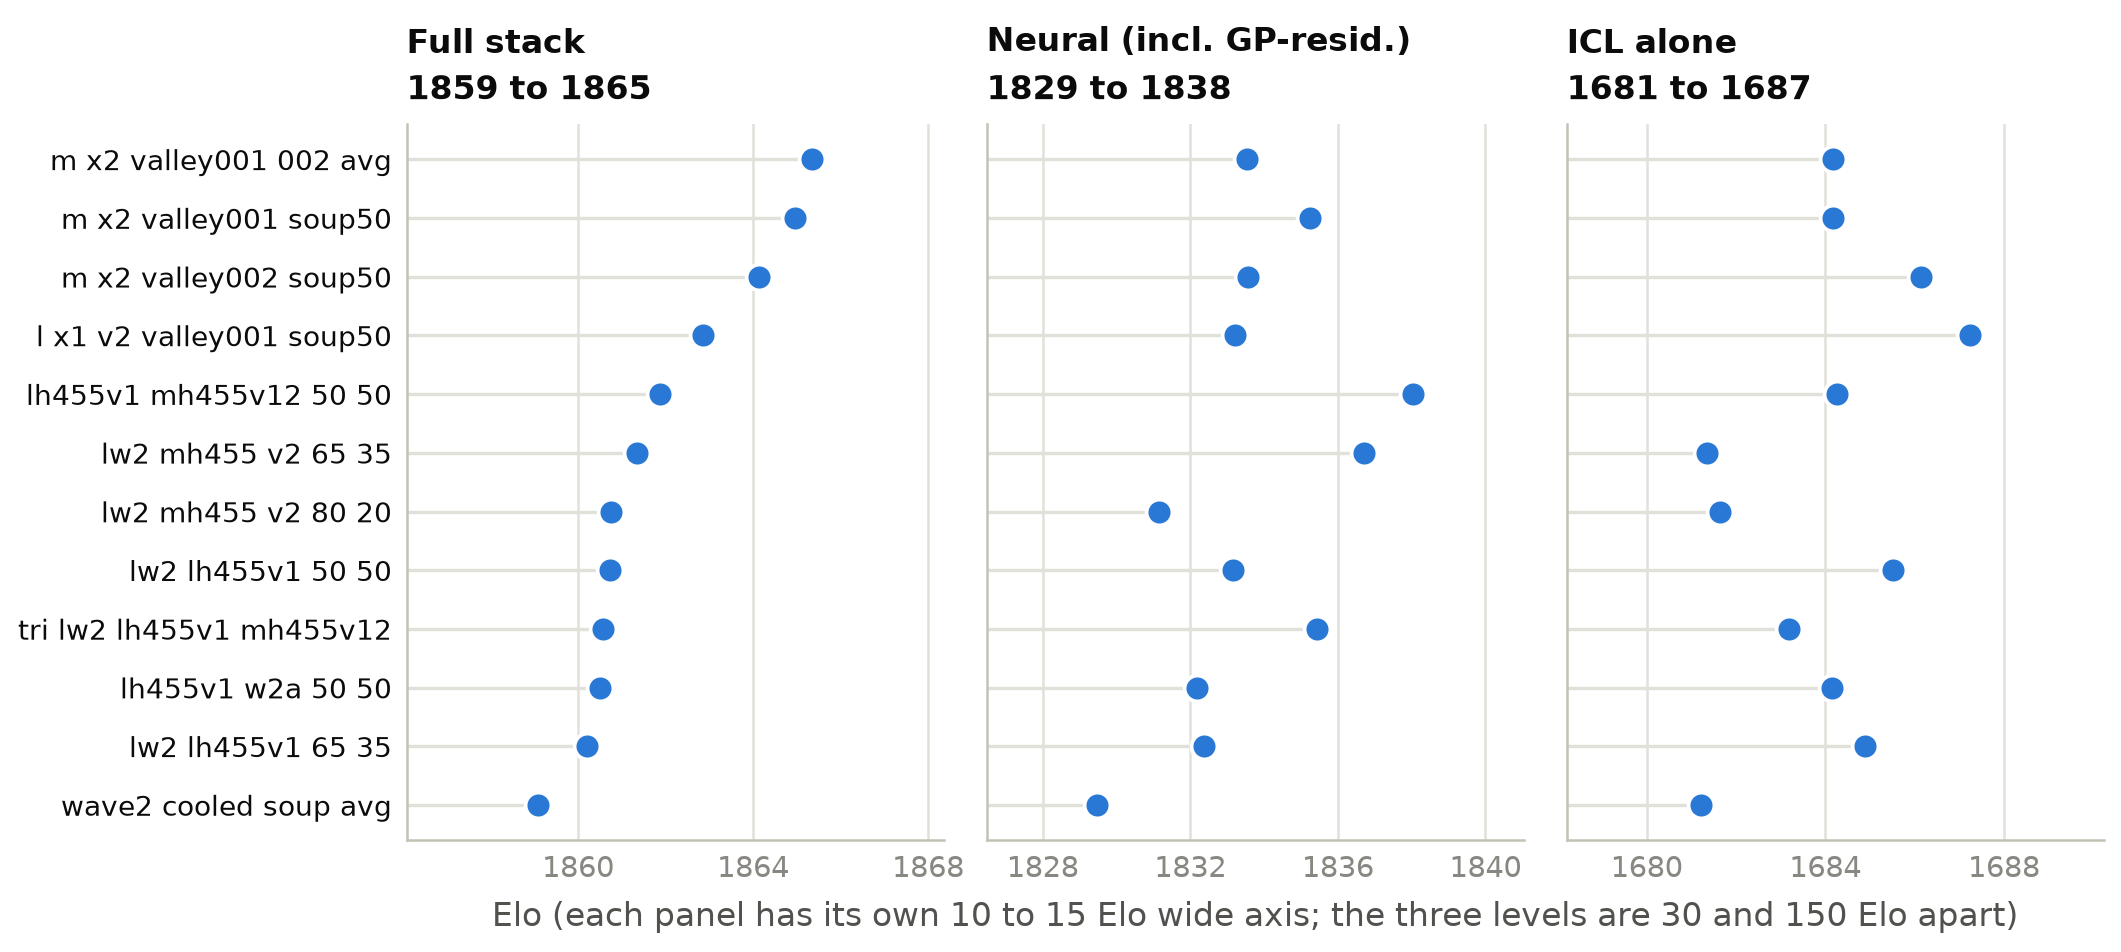 Full stack
1859 to 1865
Neural (incl. GP-resid.)
1829 to 1838
ICL alone
1681 to 1687
m x2 valley001 002 avg
m x2 valley001 soup50
m x2 valley002 soup50
l x1 v2 valley001 soup50
lh455v1 mh455v12 50 50
lw2 mh455 v2 65 35
lw2 mh455 v2 80 20
lw2 lh455v1 50 50
tri lw2 lh455v1 mh455v12
lh455v1 w2a 50 50
lw2 lh455v1 65 35
wave2 cooled soup avg
1860 1864 1868
1828 1832 1836 1840
1680 1684 1688
Elo (each panel has its own 10 to 15 Elo wide axis; the three levels are 30 and 150 Elo apart)